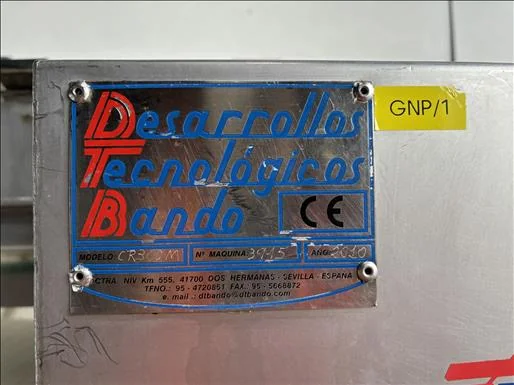 Desarrollos
Tecnológicos
Bando
CE
GNP/1
MODELO Nº MAQUINA AÑO 2010
CTRA. NIV Km 555, 41700 DOS HERMANAS - SEVILLA - ESPAÑA
TFNO.: 95 - 4720851 FAX.: 95 - 5668872
e. mail .: dtbando@dtbando.com